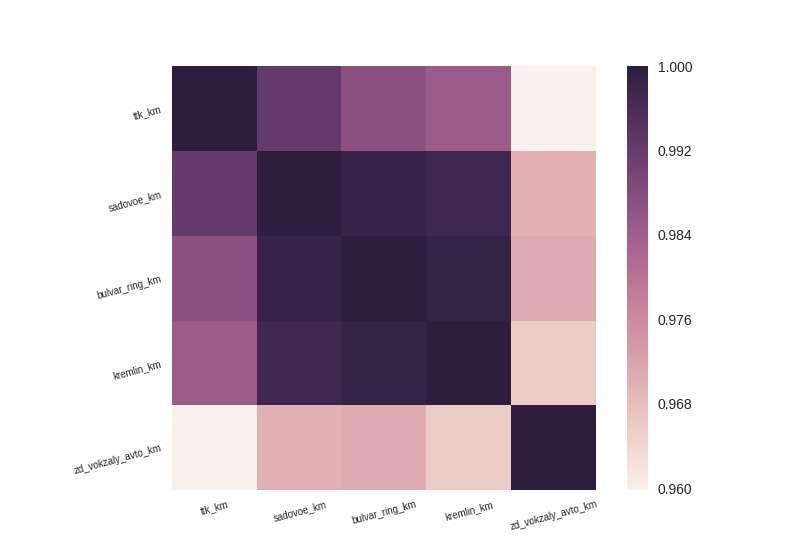 1.000
ttk_km
0.992
sadovoe_km
0.984
bulvar_ring_km
0.976
kremlin_km
0.968
zd_vokzaly_avto_km
0.960
ttk_km
sadovoe_km
bulvar_ring_km
kremlin_km
zd_vokzaly_avto_km